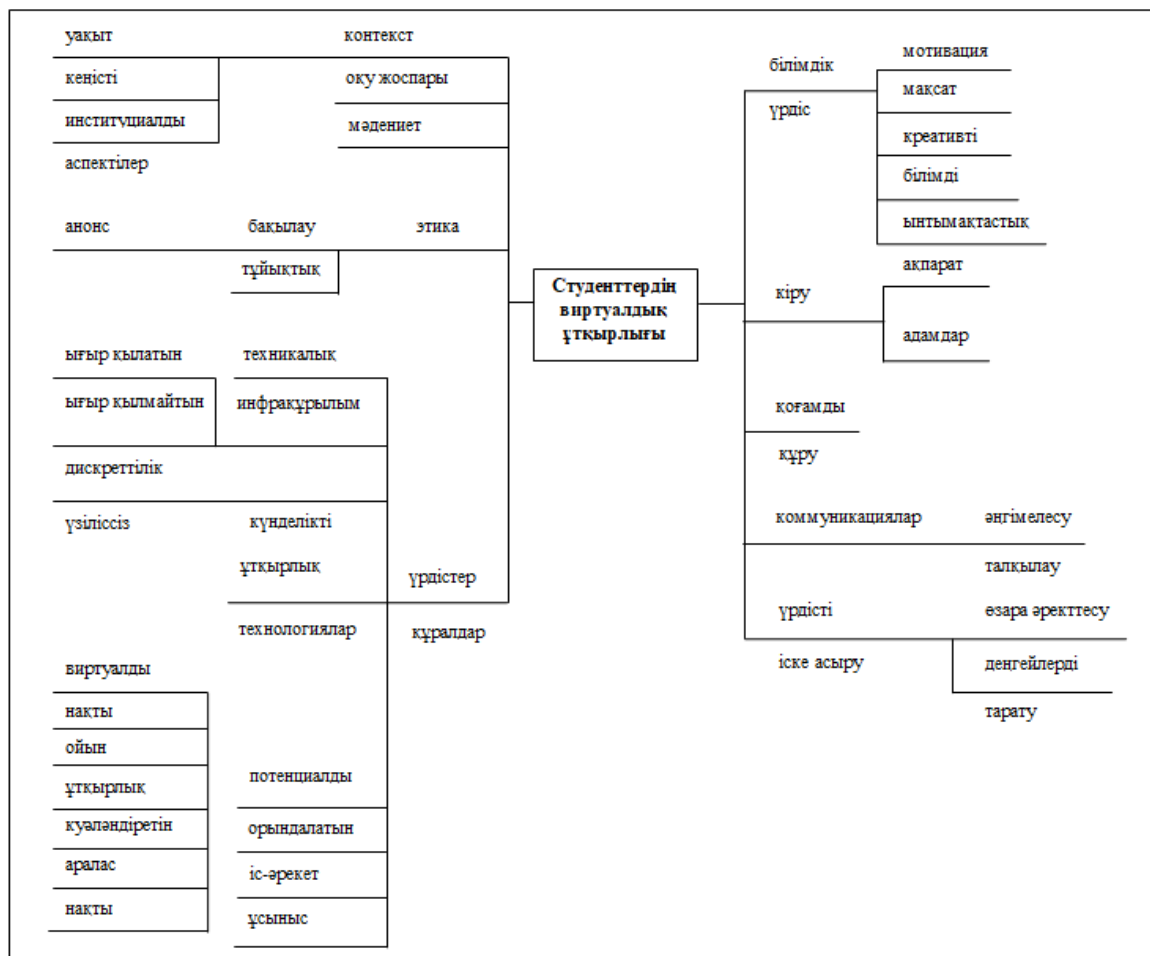 уақыт
контекст
кеңісті
оқу жоспары
институциалды
мәдениет
аспектілер
анонс
бақылау
этика
тұйықтық
ығыр қылатын
техникалық
ығыр қылмайтын
инфрақұрылым
дискреттілік
үзіліссіз
күнделікті
ұтқырлық
үрдістер
технологиялар
құралдар
виртуалды
нақты
ойын
ұтқырлық
куәләндіретін
аралас
нақты
потенциалды
орындалатын
іс-әрекет
ұсыныс
Студенттердің
виртуалдық
ұтқырлығы
білімдік
үрдіс
мотивация
мақсат
креативті
білімді
ынтымақтастық
кіру
ақпарат
адамдар
қоғамды
құру
коммуникациялар
әңгімелесу
талқылау
үрдісті
іске асыру
өзара әректтесу
деңгейлерді
тарату